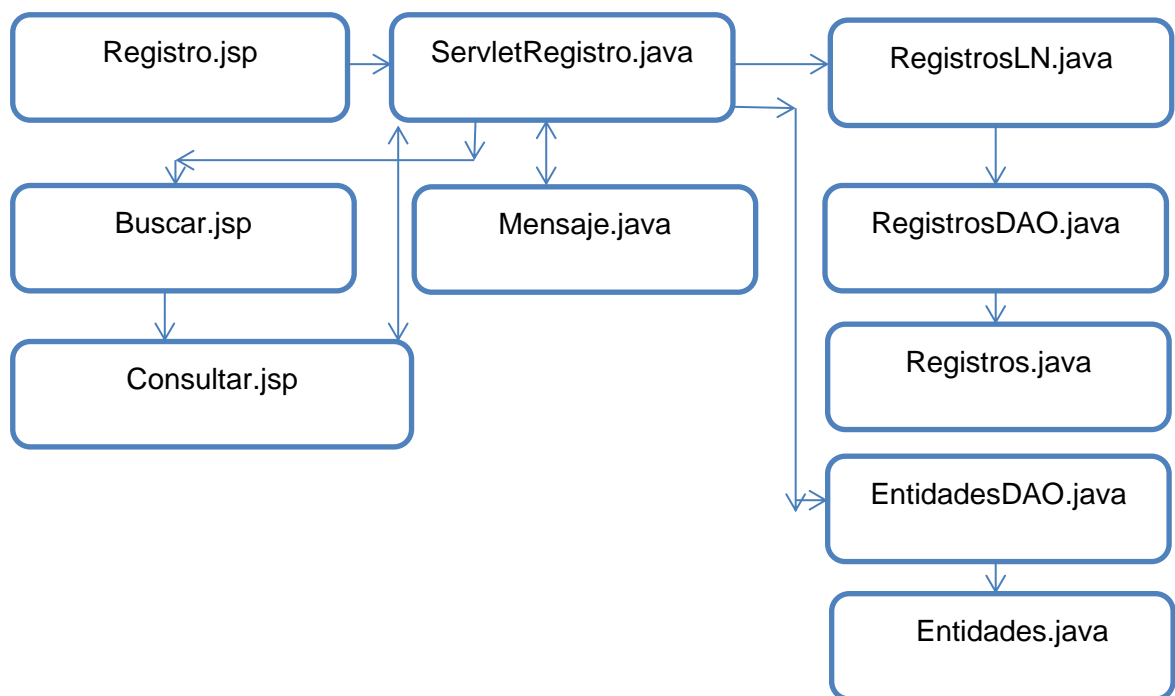 Registro.jsp
ServletRegistro.java
RegistrosLN.java
Buscar.jsp
Mensaje.java
RegistrosDAO.java
Consultar.jsp
Registros.java
EntidadesDAO.java
Entidades.java